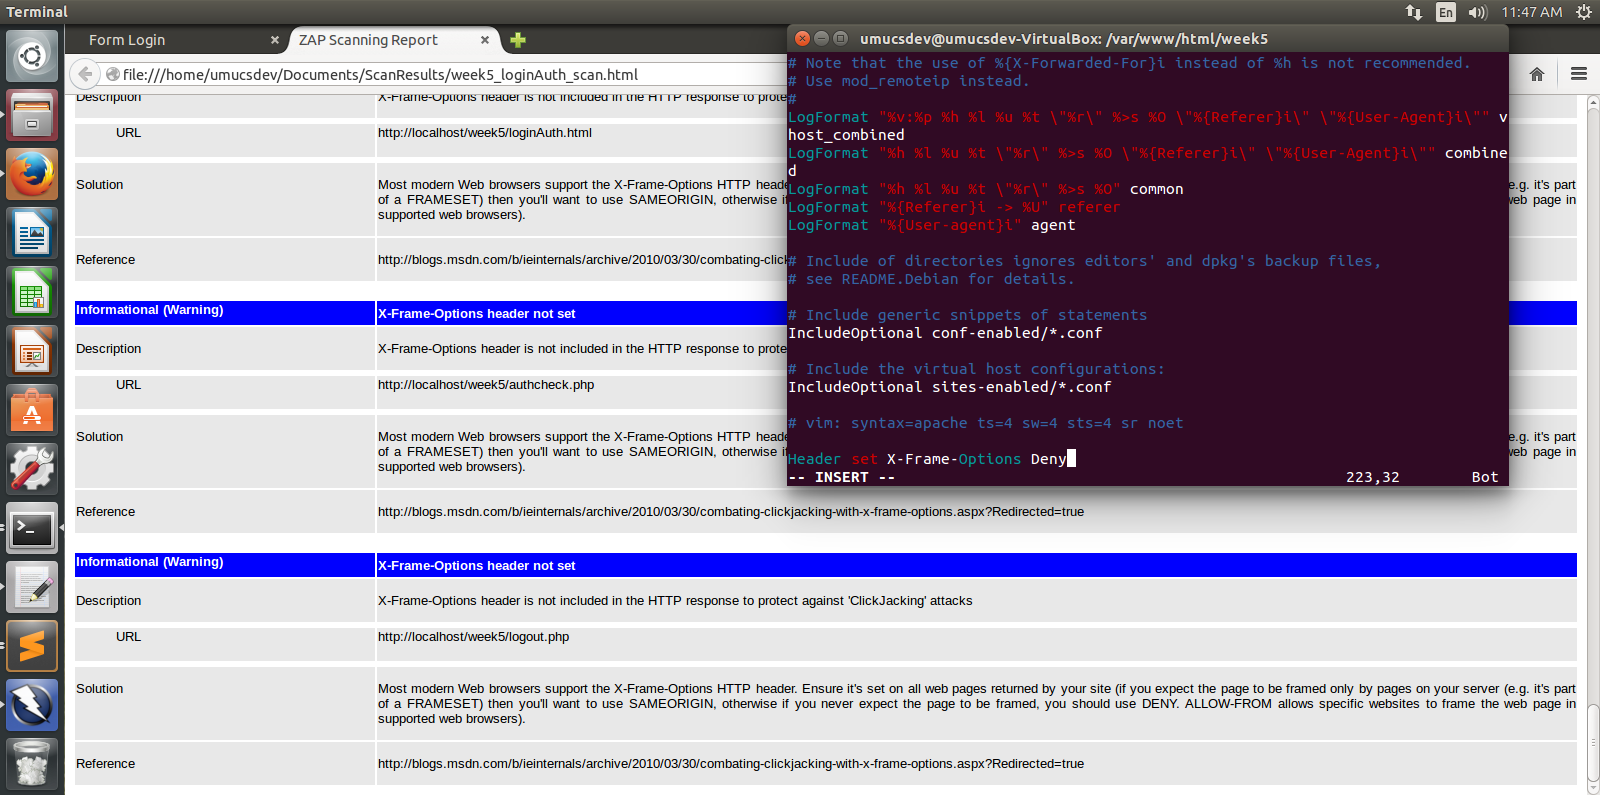 Terminal
En
11:47 AM
Form Login
ZAP Scanning Report
file:///home/umucsdev/Documents/ScanResults/week5_loginAuth_scan.html
Description
X-Frame-Options header is not included in the HTTP response to prote
URL
http://localhost/week5/loginAuth.html
Solution
Most modern Web browsers support the X-Frame-Options HTTP heade
e.g. it's part
of a FRAMESET) then you'll want to use SAMEORIGIN, otherwise i
web page in
supported web browsers).
Reference
http://blogs.msdn.com/b/ieinternals/archive/2010/03/30/combating-click
Informational (Warning)
X-Frame-Options header not set
Description
X-Frame-Options header is not included in the HTTP response to prote
URL
http://localhost/week5/authcheck.php
Solution
Most modern Web browsers support the X-Frame-Options HTTP heade
e.g. it's part
of a FRAMESET) then you'll want to use SAMEORIGIN, otherwise i
web page in
supported web browsers).
Reference
http://blogs.msdn.com/b/ieinternals/archive/2010/03/30/combating-clickjacking-with-x-frame-options.aspx?Redirected=true
Informational (Warning)
X-Frame-Options header not set
Description
X-Frame-Options header is not included in the HTTP response to protect against 'ClickJacking' attacks
URL
http://localhost/week5/logout.php
Solution
Most modern Web browsers support the X-Frame-Options HTTP header. Ensure it's set on all web pages returned by your site (if you expect the page to be framed only by pages on your server (e.g. it's part
of a FRAMESET) then you'll want to use SAMEORIGIN, otherwise if you never expect the page to be framed, you should use DENY. ALLOW-FROM allows specific websites to frame the web page in
supported web browsers).
Reference
http://blogs.msdn.com/b/ieinternals/archive/2010/03/30/combating-clickjacking-with-x-frame-options.aspx?Redirected=true
umucsdev@umucsdev-VirtualBox: /var/www/html/week5
# Note that the use of %{X-Forwarded-For}i instead of %h is not recommended.
# Use mod_remoteip instead.
#
LogFormat "%v:%p %h %l %u %t \"%r\" %>s %O \"%{Referer}i\" \"%{User-Agent}i\"" v
host_combined
LogFormat "%h %l %u %t \"%r\" %>s %O \"%{Referer}i\" \"%{User-Agent}i\"" combine
d
LogFormat "%h %l %u %t \"%r\" %>s %O" common
LogFormat "%{Referer}i -> %U" referer
LogFormat "%{User-agent}i" agent
# Include of directories ignores editors' and dpkg's backup files,
# see README.Debian for details.
# Include generic snippets of statements
IncludeOptional conf-enabled/*.conf
# Include the virtual host configurations:
IncludeOptional sites-enabled/*.conf
# vim: syntax=apache ts=4 sw=4 sts=4 sr noet
Header set X-Frame-Options Deny
-- INSERT --
223,32
Bot